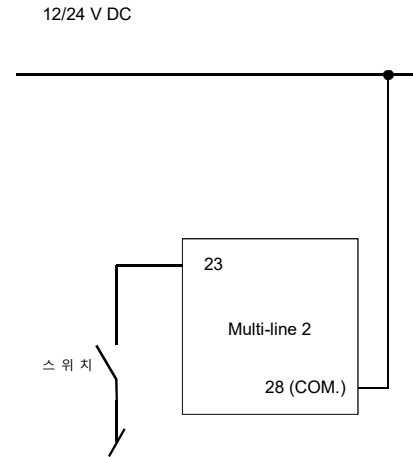 12/24 V DC
23
Multi-line 2
스 위 치
28 (COM.)